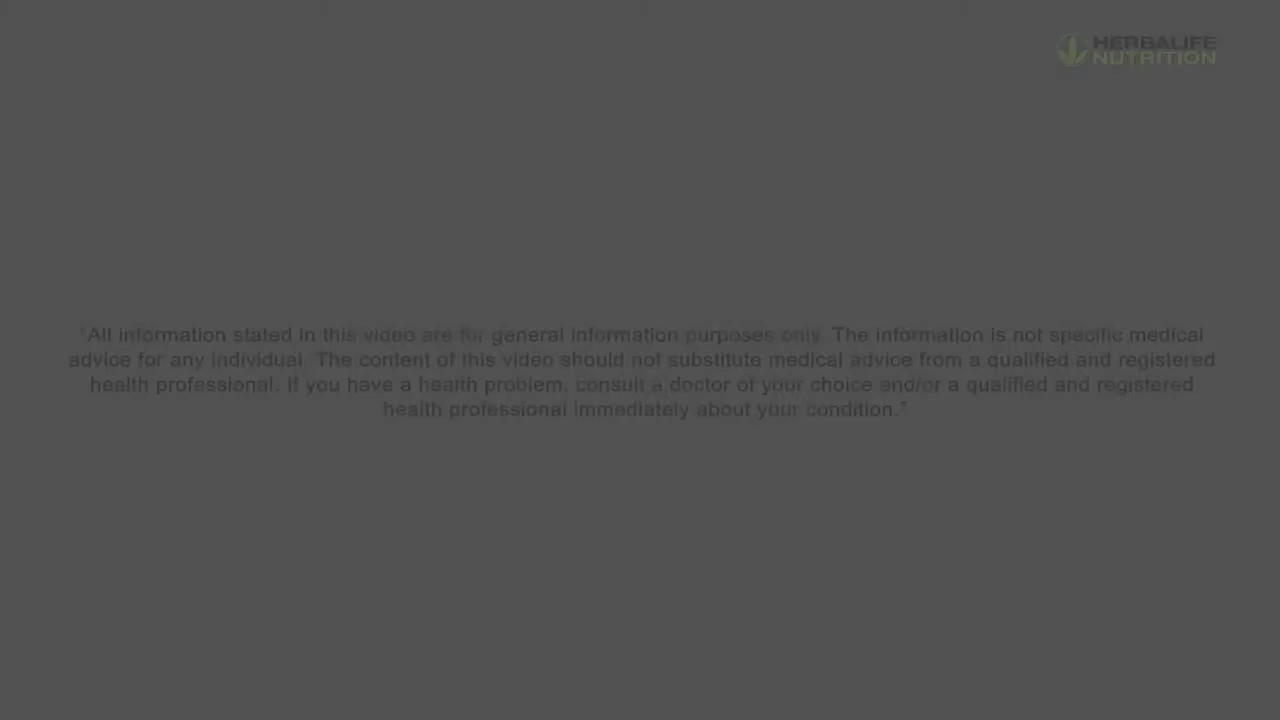 HERBALIFE
NUTRITION
"All information stated in this video are for general information purposes only. The information is not specific medical
advice for any individual. The content of this video should not substitute medical advice from a qualified and registered
health professional. If you have a health problem, consult a doctor of your choice and/or a qualified and registered
health professional immediately about your condition."